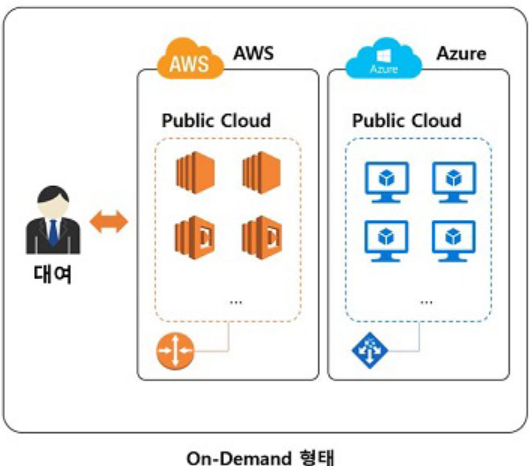 AWS
AWS
Azure
Azure
Public Cloud
Public Cloud
대여
...
...
On-Demand 형태